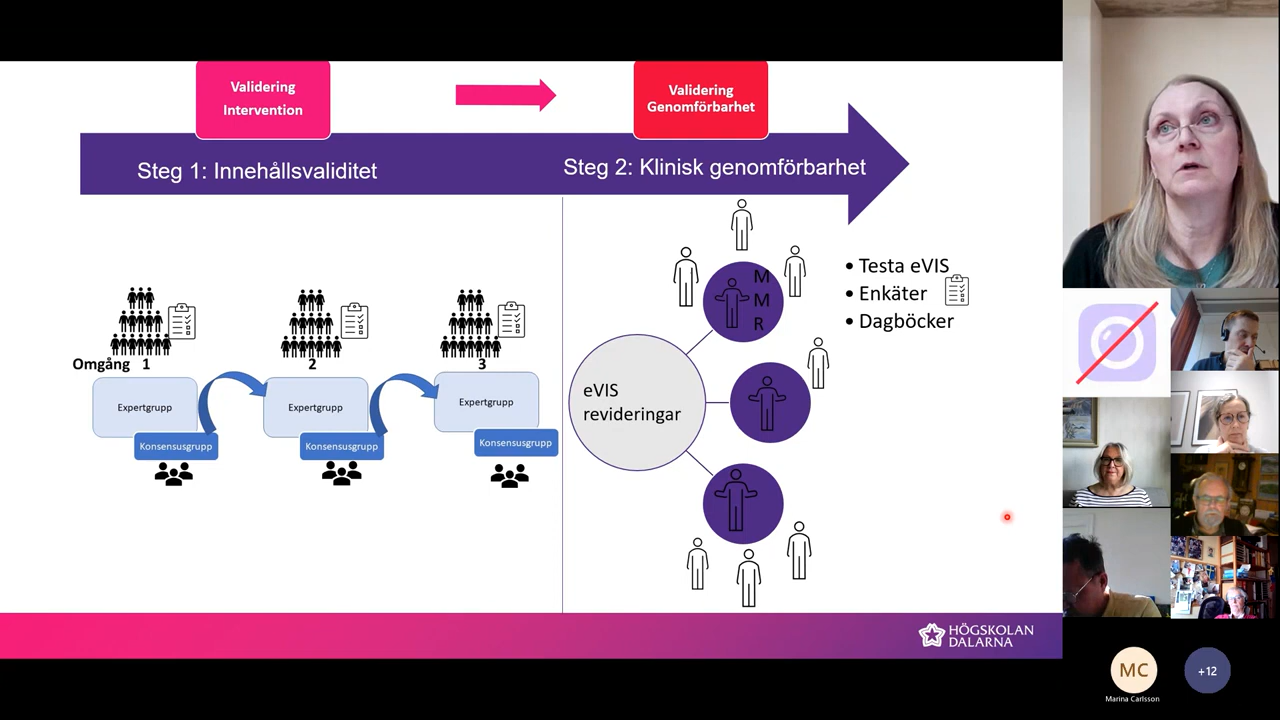 Validering
Intervention
Validering
Genomförbarhet
Steg 1: Innehållsvaliditet
Steg 2: Klinisk genomförbarhet
Omgång 1
2
3
Expertgrupp
Expertgrupp
Expertgrupp
Konsensusgrupp
Konsensusgrupp
Konsensusgrupp
eVIS
revideringar
M
M
R
• Testa eVIS
• Enkäter
• Dagböcker
HÖGSKOLAN
DALARNA
MC
Marina Carlsson
+12